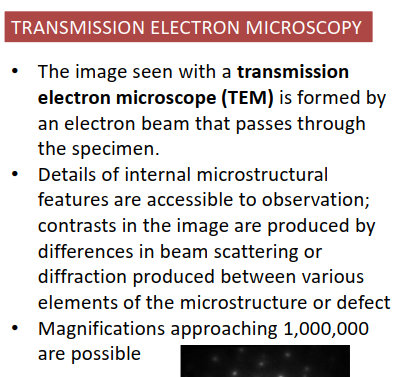 TRANSMISSION ELECTRON MICROSCOPY
• The image seen with a transmission
electron microscope (TEM) is formed by
an electron beam that passes through
the specimen.
• Details of internal microstructural
features are accessible to observation;
contrasts in the image are produced by
differences in beam scattering or
diffraction produced between various
elements of the microstructure or defect
• Magnifications approaching 1,000,000
are possible